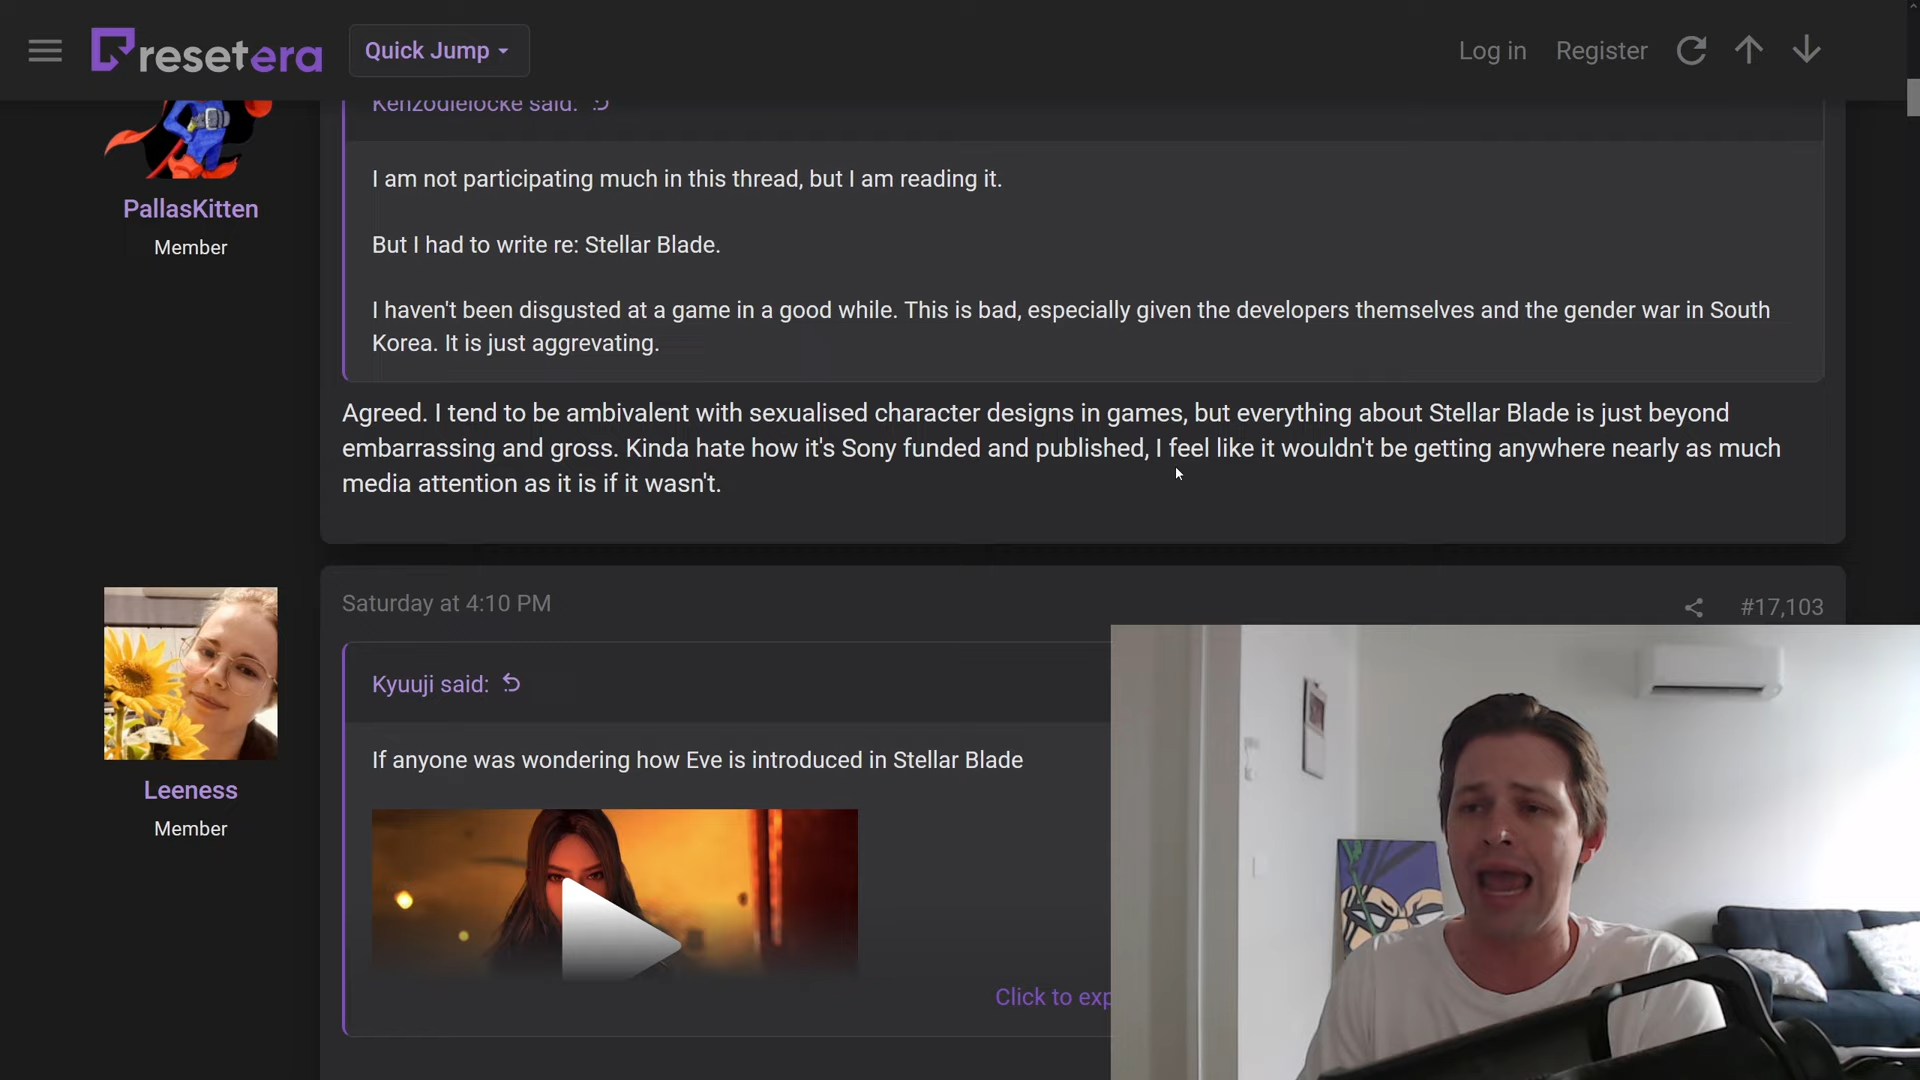 resetera
Quick Jump
Log in
Register
Kenzodielocke said:
PallasKitten
Member
I am not participating much in this thread, but I am reading it.
But I had to write re: Stellar Blade.
I haven't been disgusted at a game in a good while. This is bad, especially given the developers themselves and the gender war in South
Korea. It is just aggrevating.
Agreed. I tend to be ambivalent with sexualised character designs in games, but everything about Stellar Blade is just beyond
embarrassing and gross. Kinda hate how it's Sony funded and published, I feel like it wouldn't be getting anywhere nearly as much
media attention as it is if it wasn't.
Leeness
Member
Saturday at 4:10 PM
#17,103
Kyuuji said:
If anyone was wondering how Eve is introduced in Stellar Blade
Click to exp